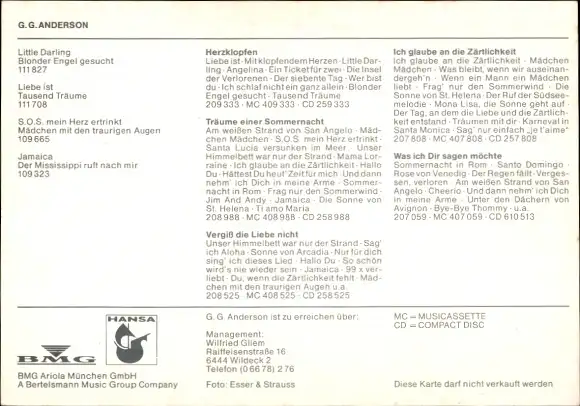 G. G. ANDERSON
Little Darling
Blonder Engel gesucht
111 827
Liebe ist
Tausend Träume
111 708
S.O.S. mein Herz ertrinkt
Mädchen mit den traurigen Augen
109 665
Jamaica
Der Mississippi ruft nach mir
109 323
Herzklopfen
Liebe ist · Mit klopfendem Herzen · Little Dar-
ling · Angelina · Ein Ticket für zwei · Die Insel
der Verlorenen · Der siebente Tag · Wer bist
du · Ich schlaf nicht ein ganz allein · Blonder
Engel gesucht · Tausend Träume
209 333 · MC 409 333 · CD 259 333
Träume einer Sommernacht
Am weißen Strand von San Angelo · Mäd-
chen Mädchen · S.O.S. mein Herz ertrinkt ·
Santa Lucia versunken im Meer · Unser
Himmelbett war nur der Strand · Mama Lor-
raine · Ich glaube an die Zärtlichkeit · Hallo
Du · Hättest Du heut' Zeit für mich · Und dann
nehm ich Dich in meine Arme · Sommer-
nacht in Rom · Frag nur den Sommerwind ·
Jim And Andy · Jamaica · Die Sonne von
St. Helena · Ti amo Maria
208 988 · MC 408 988 · CD 258 988
Vergiß die Liebe nicht
Unser Himmelbett war nur der Strand · Sag'
ich Aloha · Sonne von Arcadia · Nur für dich
sing' ich dieses Lied · Hallo Du · So schön
wird's nie wieder sein · Jamaica · 99 x ver-
liebt · Du, wenn die Zärtlichkeit fehlt · Mäd-
chen mit den traurigen Augen u.a.
208 525 · MC 408 525 · CD 258 525
Ich glaube an die Zärtlichkeit
Ich glaube an die Zärtlichkeit · Mädchen
Mädchen · Was bleibt, wenn wir auseinan-
dergeh'n · Wenn ein Mann ein Mädchen
liebt · Frag' nur den Sommerwind · Die
Sonne von St. Helena · Der Ruf der Südsee-
melodie · Mona Lisa, die Sonne geht auf ·
Der Tag, an dem die Liebe und die Zärtlich-
keit entstand · Träumen mit dir · Karneval in
Santa Monica · Sag' nur einfach „je t'aime"
207 808 · MC 407 808 · CD 257 808
Was ich Dir sagen möchte
Sommernacht in Rom · Santo Domingo ·
Rose von Venedig · Der Regen fällt · Verges-
sen, verloren · Am weißen Strand von San
Angelo · Cheerio · Und dann nehm' ich Dich
in meine Arme · Unter den Dächern von
Avignon · Bye-Bye Thommy · u.a.
207 059 · MC 407 059 · CD 610 513
HANSA
BMG
BMG Ariola München GmbH
A Bertelsmann Music Group Company
G. G. Anderson ist zu erreichen über:
Management:
Wilfried Gliem
Raiffeisenstraße 16
6444 Wildeck 2
Telefon (0 66 78) 2 76
Foto: Esser & Strauss
MC = MUSICASSETTE
CD = COMPACT DISC
Diese Karte darf nicht verkauft werden